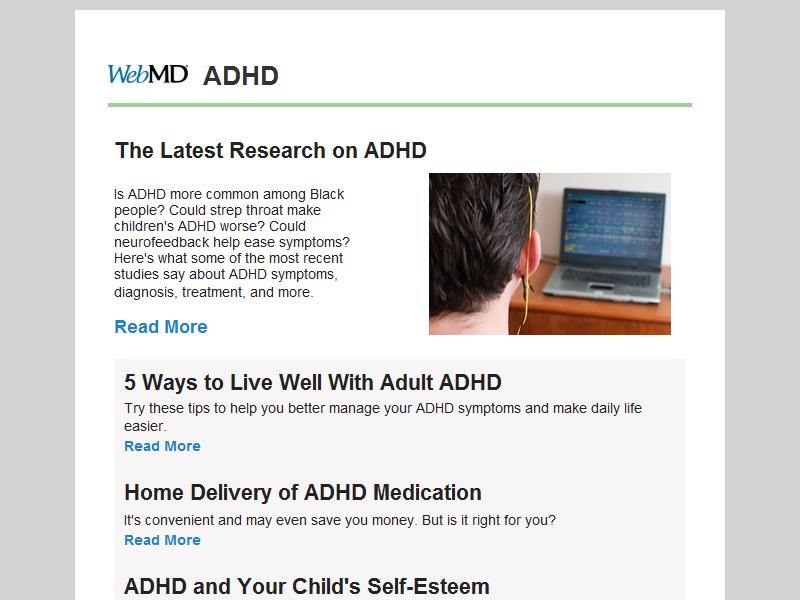 WebMD ADHD
The Latest Research on ADHD
Is ADHD more common among Black
people? Could strep throat make
children's ADHD worse? Could
neurofeedback help ease symptoms?
Here's what some of the most recent
studies say about ADHD symptoms,
diagnosis, treatment, and more.
Read More
5 Ways to Live Well With Adult ADHD
Try these tips to help you better manage your ADHD symptoms and make daily life
easier.
Read More
Home Delivery of ADHD Medication
It's convenient and may even save you money. But is it right for you?
Read More
ADHD and Your Child's Self-Esteem